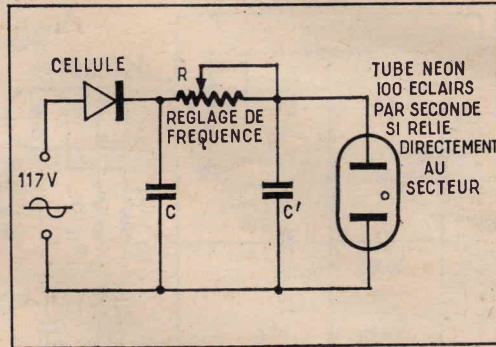 CELLULE
R
REGLAGE DE
FREQUENCE
117V
C
C'
TUBE NEON
100 ECLAIRS
PAR SECONDE
SI RELIE
DIRECTEMENT
AU
SECTEUR